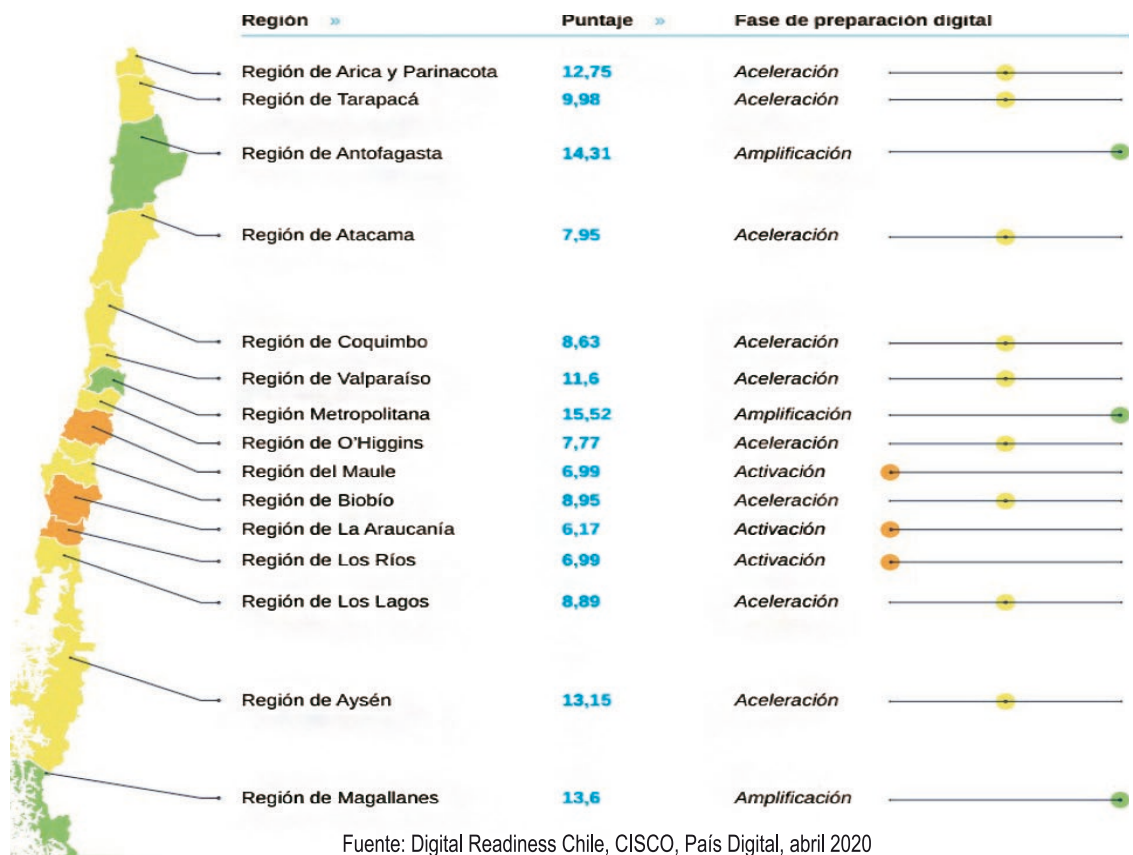 Región » Puntaje » Fase de preparación digital
Región de Arica y Parinacota 12,75 Aceleración
Región de Tarapacá 9,98 Aceleración
Región de Antofagasta 14,31 Amplificación
Región de Atacama 7,95 Aceleración
Región de Coquimbo 8,63 Aceleración
Región de Valparaíso 11,6 Aceleración
Región Metropolitana 15,52 Amplificación
Región de O'Higgins 7,77 Aceleración
Región del Maule 6,99 Activación
Región de Biobío 8,95 Aceleración
Región de La Araucanía 6,17 Activación
Región de Los Ríos 6,99 Activación
Región de Los Lagos 8,89 Aceleración
Región de Aysén 13,15 Aceleración
Región de Magallanes 13,6 Amplificación
Fuente: Digital Readiness Chile, CISCO, País Digital, abril 2020